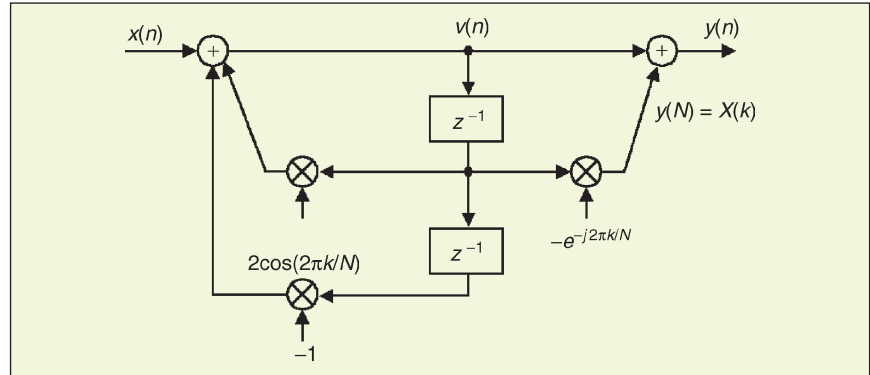 x(n)
v(n)
y(n)
+
+
z⁻¹
y(N) = X(k)
z⁻¹
−e^{−j2πk/N}
2cos(2πk/N)
−1